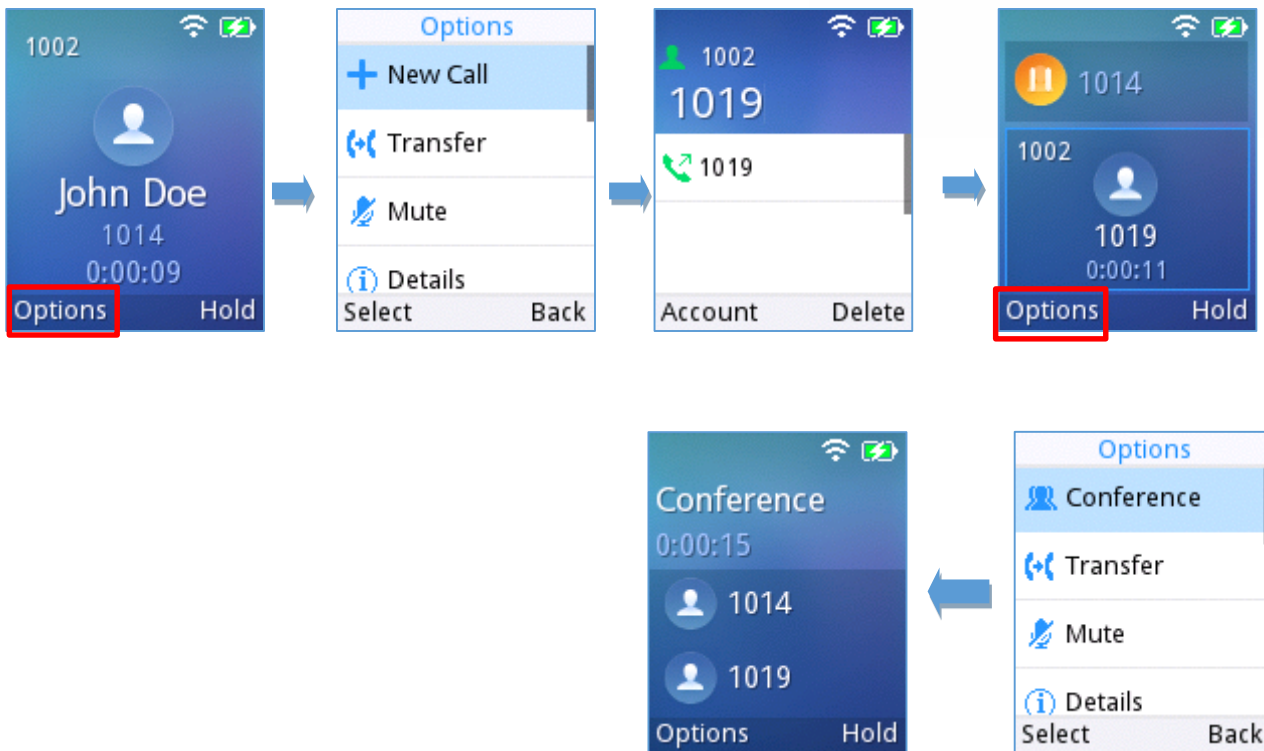 1002
John Doe
1014
0:00:09
Options Hold
Options
New Call
Transfer
Mute
Details
Select Back
1002
1019
1019
Account Delete
1014
1002
1019
0:00:11
Options Hold
Conference
0:00:15
1014
1019
Options Hold
Options
Conference
Transfer
Mute
Details
Select Back